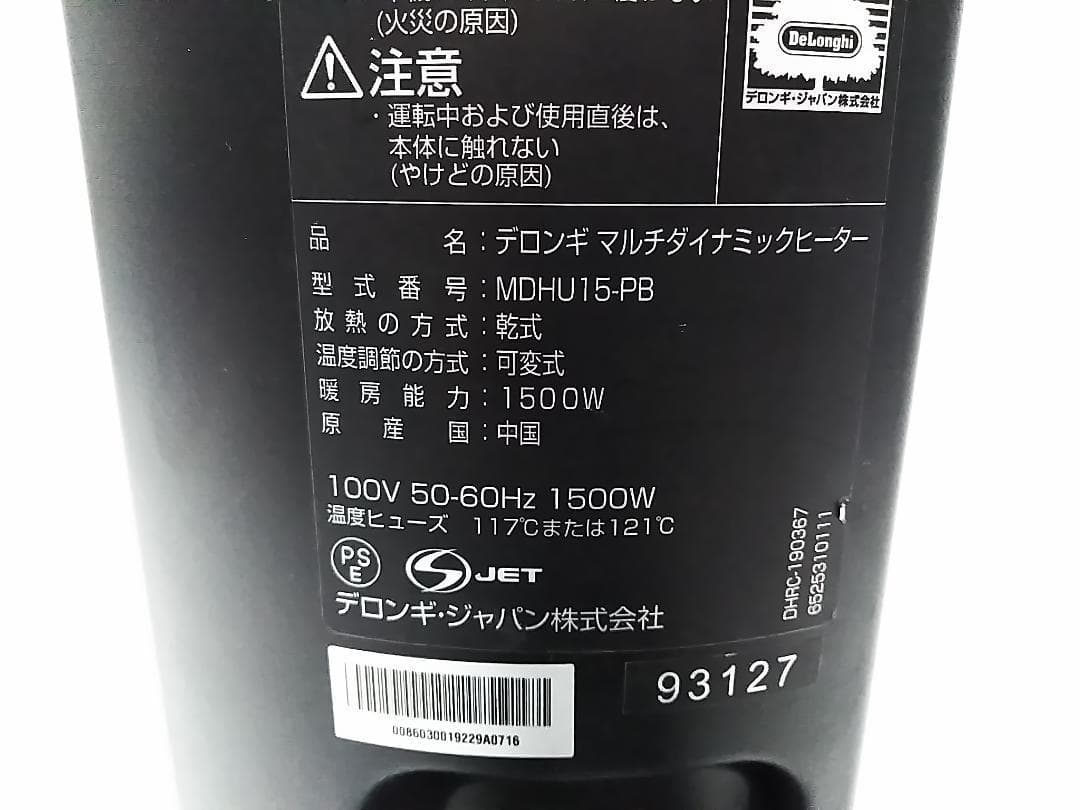 (火災の原因)
注意
・運転中および使用直後は、
本体に触れない
(やけどの原因)
DeLonghi
デロンギ・ジャパン株式会社
品名：デロンギ マルチダイナミックヒーター
型式番号：MDHU15-PB
放熱の方式：乾式
温度調節の方式：可変式
暖房能力：1500W
原産国：中国
100V 50-60Hz 1500W
温度ヒューズ 117℃または121℃
PSE
JET
デロンギ・ジャパン株式会社
DHRC-190367
6525310111
0086030019229A0716
93127